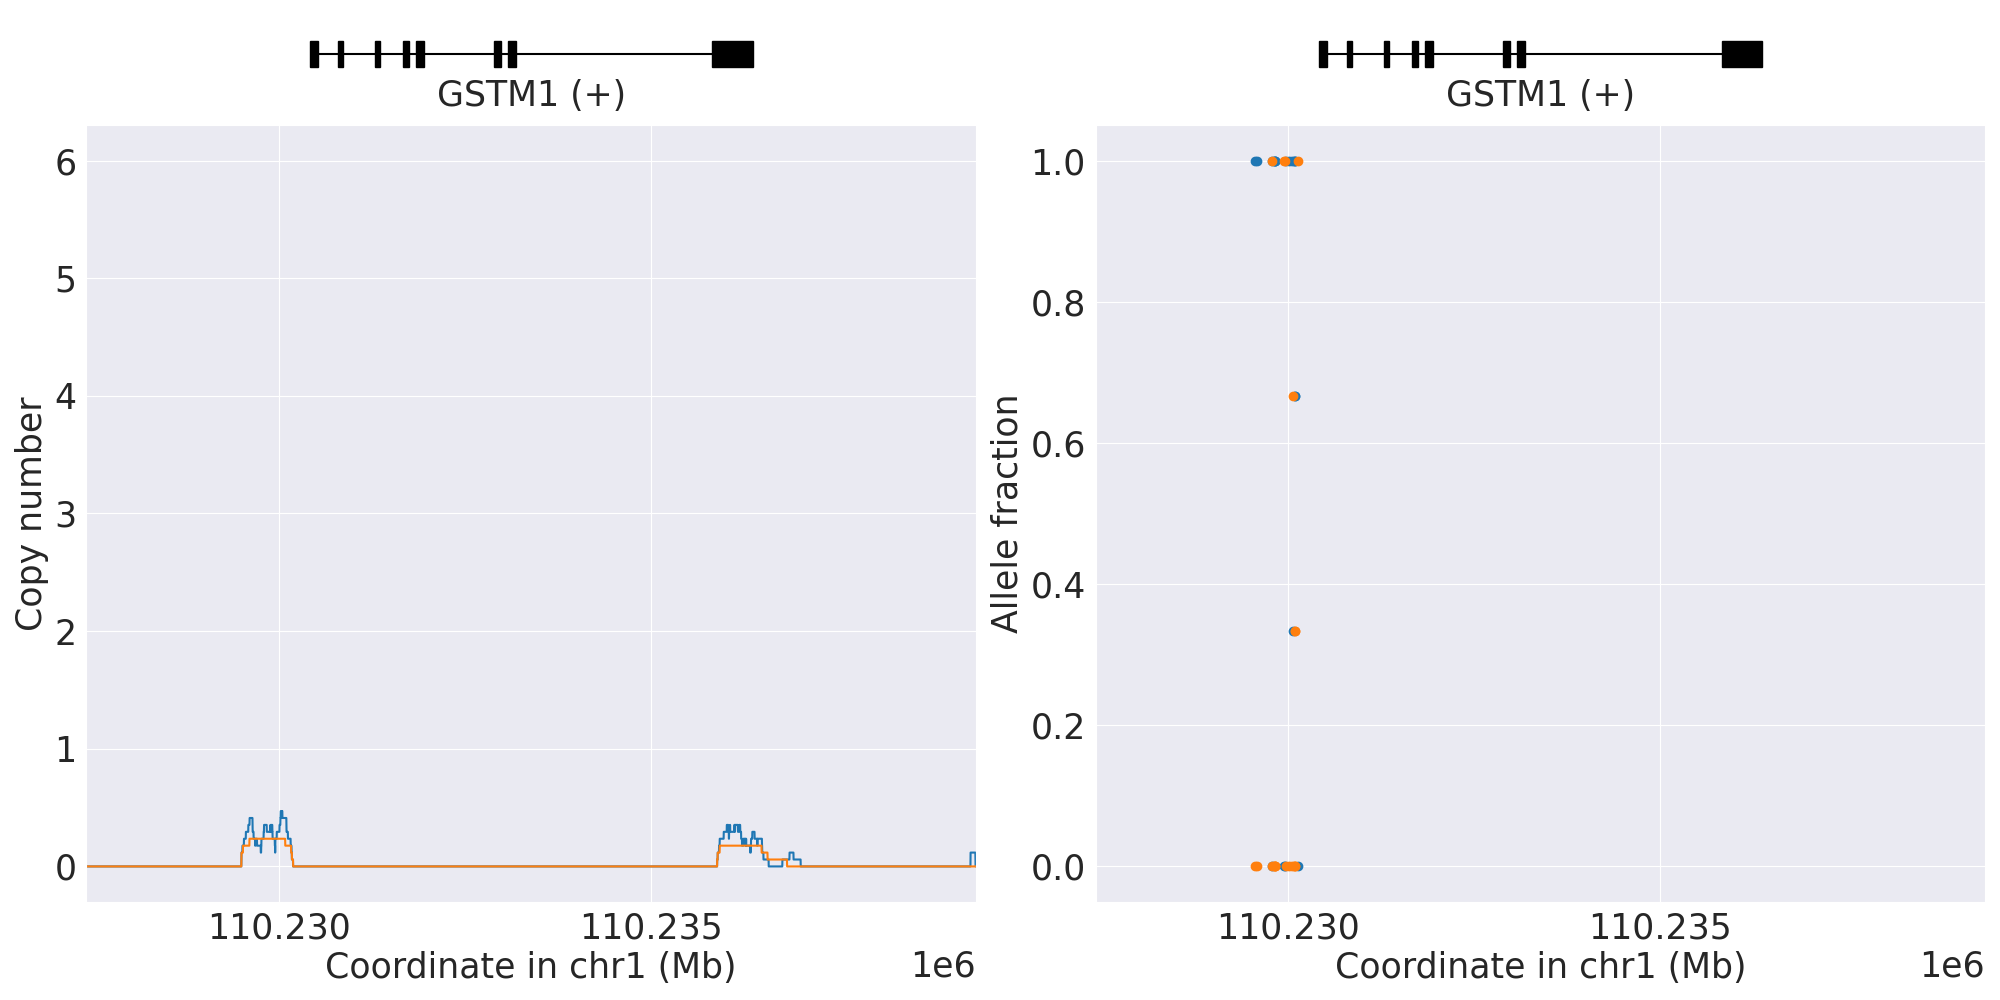 GSTM1 (+)
6
5
4
3
2
1
0
Copy number
110.230
110.235
Coordinate in chr1 (Mb)
1e6
GSTM1 (+)
1.0
0.8
0.6
0.4
0.2
0.0
Allele fraction
110.230
110.235
Coordinate in chr1 (Mb)
1e6